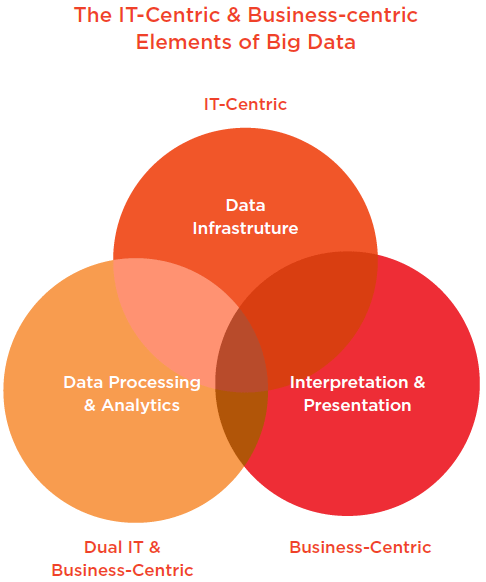 The IT-Centric & Business-centric
Elements of Big Data
IT-Centric
Data
Infrastruture
Data Processing
& Analytics
Interpretation &
Presentation
Dual IT &
Business-Centric
Business-Centric